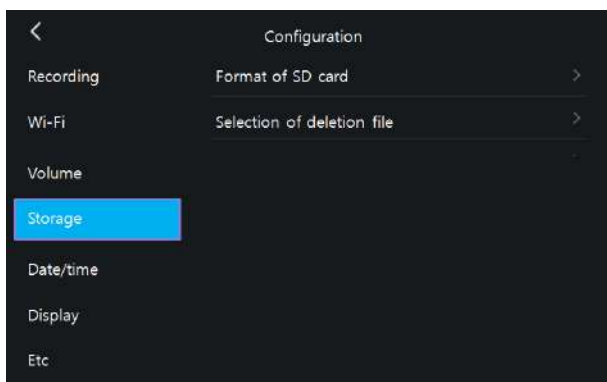 Configuration
Recording
Format of SD card
Wi-Fi
Selection of deletion file
Volume
Storage
Date/time
Display
Etc